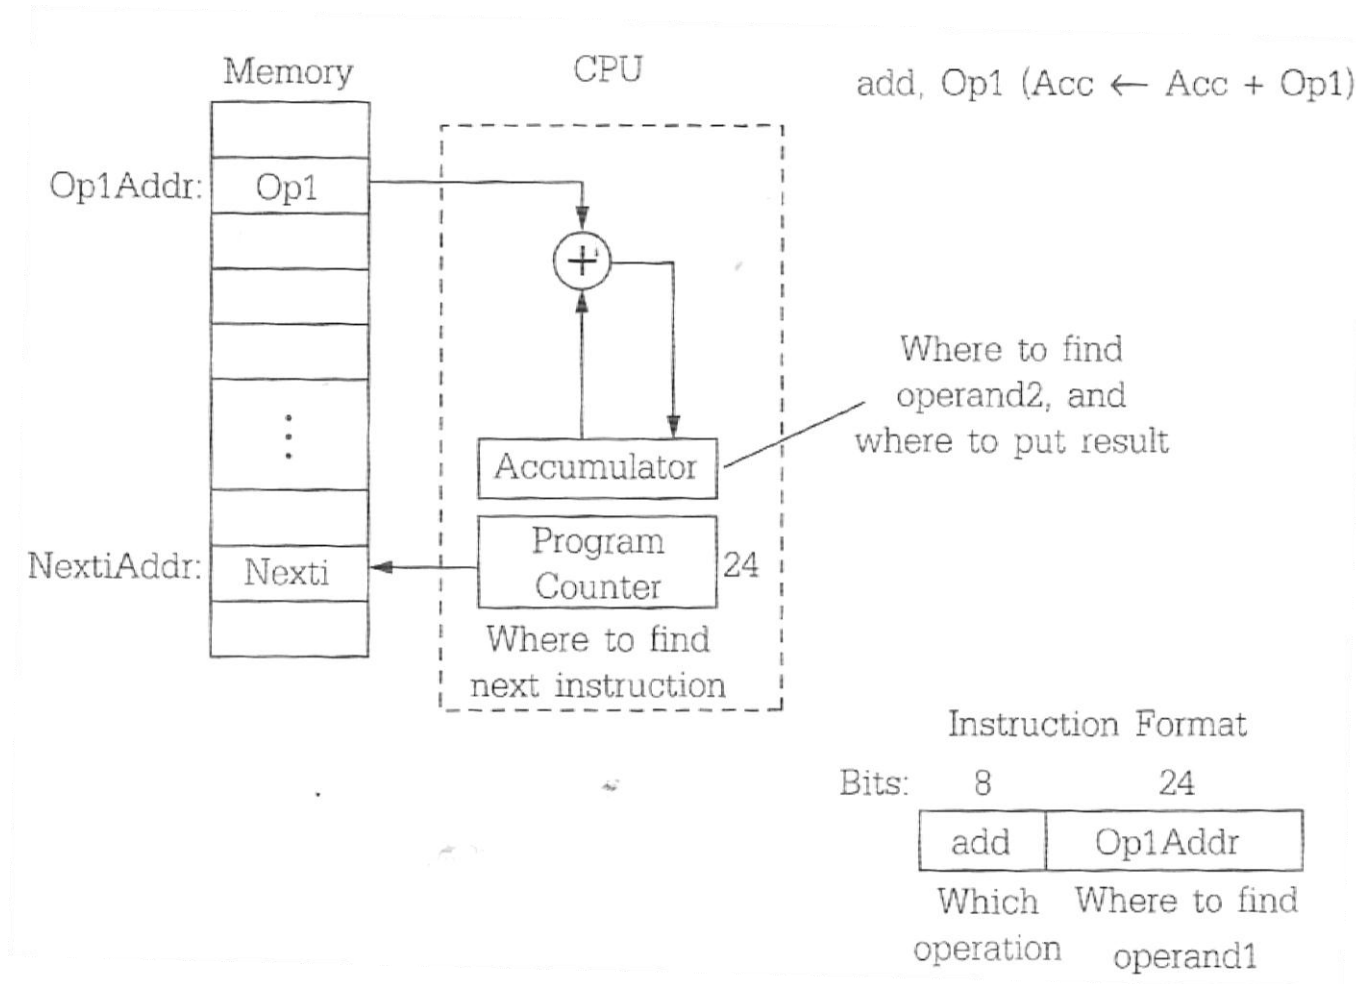 Memory
CPU
add, Op1 (Acc ← Acc + Op1)
Op1Addr:
Op1
+
Where to find
operand2, and
where to put result
Accumulator
Program
Counter
24
NextiAddr:
Nexti
Where to find
next instruction
Instruction Format
Bits: 8 24
add Op1Addr
Which
operation
Where to find
operand1